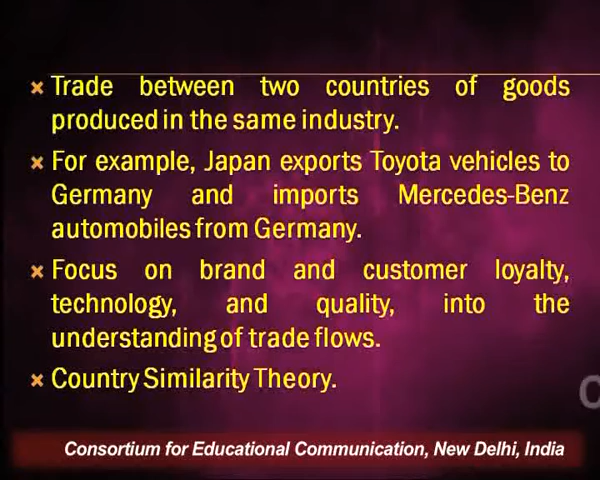 Trade between two countries of goods
produced in the same industry.
For example, Japan exports Toyota vehicles to
Germany and imports Mercedes-Benz
automobiles from Germany.
Focus on brand and customer loyalty,
technology, and quality, into the
understanding of trade flows.
Country Similarity Theory.
Consortium for Educational Communication, New Delhi, India